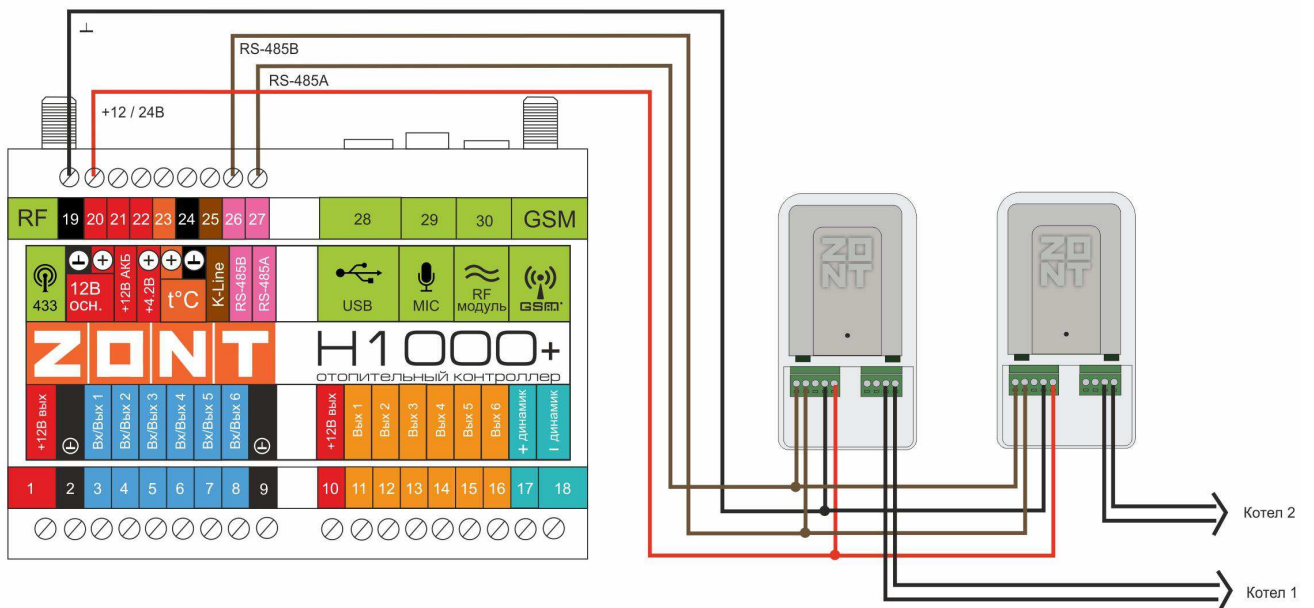 ⊥
RS-485B
RS-485A
+12 / 24В
RF 19 20 21 22 23 24 25 26 27 28 29 30 GSM
433
12В осн.
+12В АКБ
+4.2В
t°C
K-Line
RS-485B
RS-485A
USB
MIC
RF модуль
GSM
ZONT H1000+
отопительный контроллер
+12В вых
Вх/Вых 1
Вх/Вых 2
Вх/Вых 3
Вх/Вых 4
Вх/Вых 5
Вх/Вых 6
+12В вых
Вых 1
Вых 2
Вых 3
Вых 4
Вых 5
Вых 6
+ динамик
− динамик
1 2 3 4 5 6 7 8 9 10 11 12 13 14 15 16 17 18
ZONT
ZONT
Котел 2
Котел 1